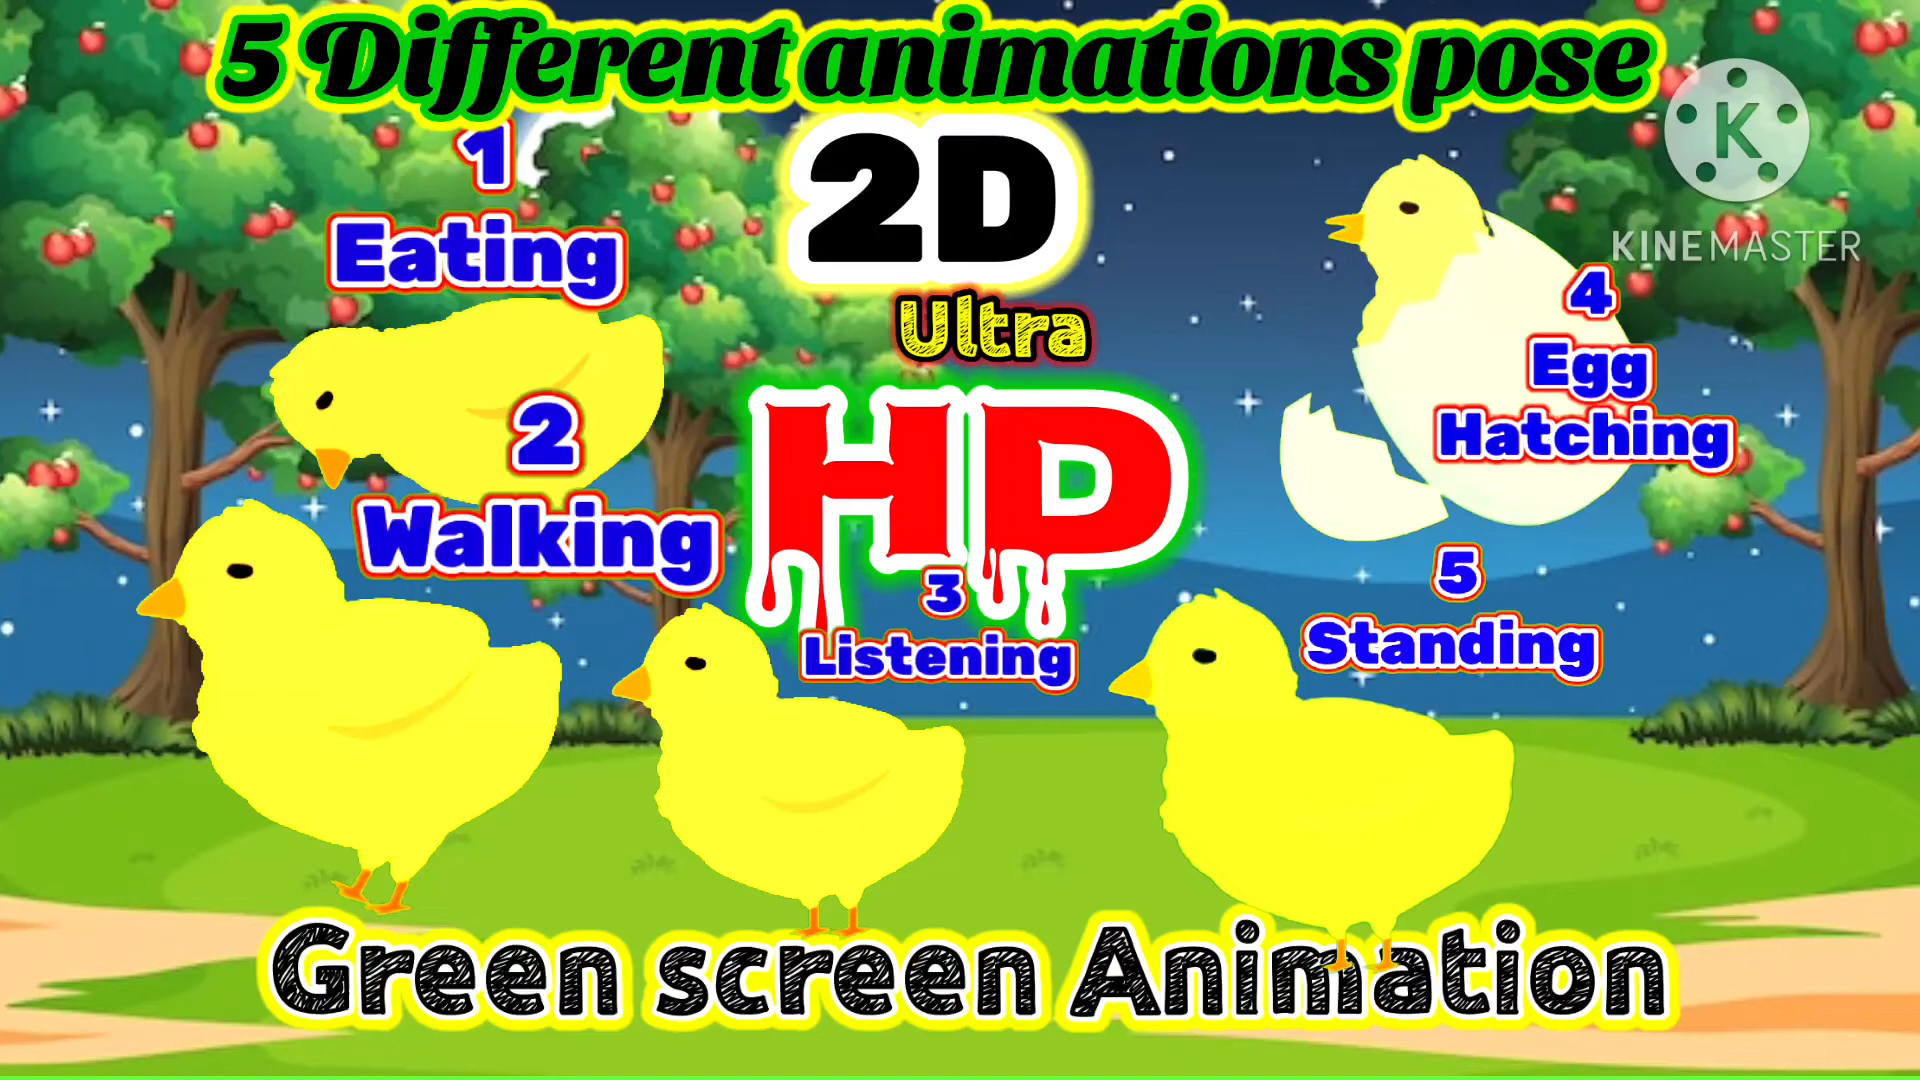 5 Different animations pose
K
KINEMASTER
1
Eating
2D
Ultra
HD
2
Walking
3
Listening
4
Egg
Hatching
5
Standing
Green screen Animation